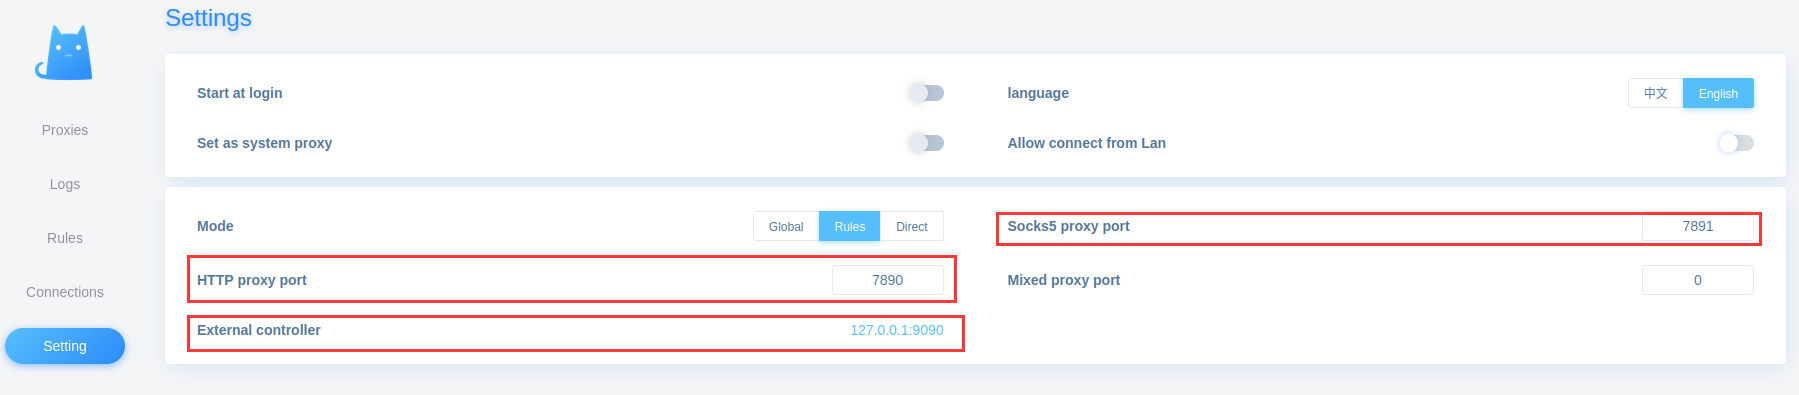 Settings
Proxies
Logs
Rules
Connections
Setting
Start at login
language 中文 English
Set as system proxy
Allow connect from Lan
Mode Global Rules Direct
Socks5 proxy port 7891
HTTP proxy port 7890
Mixed proxy port 0
External controller 127.0.0.1:9090